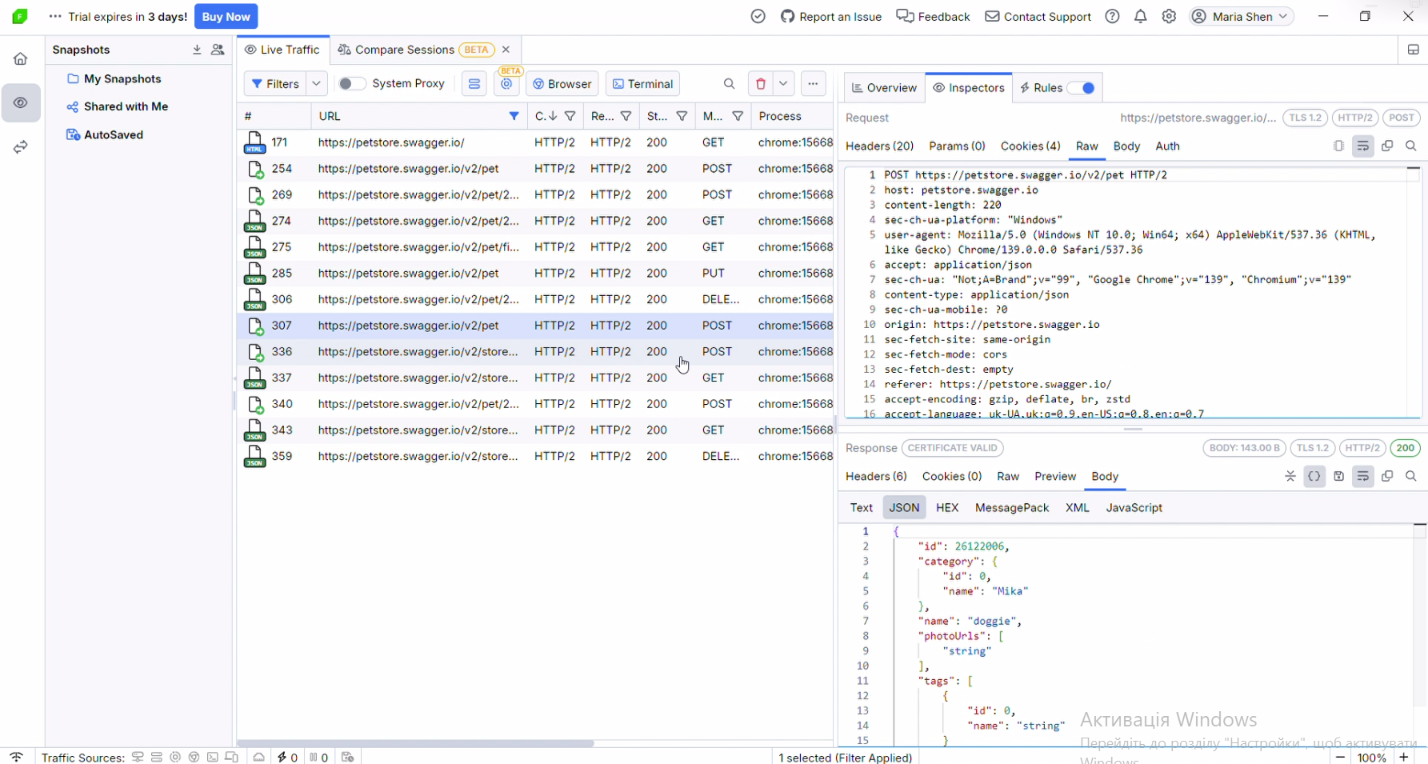 Trial expires in 3 days! Buy Now Report an Issue Feedback Contact Support Maria Shen
Snapshots
My Snapshots
Shared with Me
AutoSaved
Live Traffic Compare Sessions BETA
Filters System Proxy BETA Browser Terminal
# URL C... Re... St... M... Process
HTML 171 https://petstore.swagger.io/ HTTP/2 HTTP/2 200 GET chrome:15668
254 https://petstore.swagger.io/v2/pet HTTP/2 HTTP/2 200 POST chrome:15668
269 https://petstore.swagger.io/v2/pet/2... HTTP/2 HTTP/2 200 POST chrome:15668
JSON 274 https://petstore.swagger.io/v2/pet/2... HTTP/2 HTTP/2 200 GET chrome:15668
JSON 275 https://petstore.swagger.io/v2/pet/fi... HTTP/2 HTTP/2 200 GET chrome:15668
JSON 285 https://petstore.swagger.io/v2/pet HTTP/2 HTTP/2 200 PUT chrome:15668
JSON 306 https://petstore.swagger.io/v2/pet/2... HTTP/2 HTTP/2 200 DELE... chrome:15668
307 https://petstore.swagger.io/v2/pet HTTP/2 HTTP/2 200 POST chrome:15668
336 https://petstore.swagger.io/v2/store... HTTP/2 HTTP/2 200 POST chrome:15668
JSON 337 https://petstore.swagger.io/v2/store... HTTP/2 HTTP/2 200 GET chrome:15668
340 https://petstore.swagger.io/v2/pet/2... HTTP/2 HTTP/2 200 POST chrome:15668
JSON 343 https://petstore.swagger.io/v2/store... HTTP/2 HTTP/2 200 GET chrome:15668
JSON 359 https://petstore.swagger.io/v2/store... HTTP/2 HTTP/2 200 DELE... chrome:15668
Overview Inspectors Rules
Request https://petstore.swagger.io/... TLS 1.2 HTTP/2 POST
Headers (20) Params (0) Cookies (4) Raw Body Auth
1 POST https://petstore.swagger.io/v2/pet HTTP/2
2 host: petstore.swagger.io
3 content-length: 220
4 sec-ch-ua-platform: "Windows"
5 user-agent: Mozilla/5.0 (Windows NT 10.0; Win64; x64) AppleWebKit/537.36 (KHTML,
like Gecko) Chrome/139.0.0.0 Safari/537.36
6 accept: application/json
7 sec-ch-ua: "Not;A=Brand";v="99", "Google Chrome";v="139", "Chromium";v="139"
8 content-type: application/json
9 sec-ch-ua-mobile: ?0
10 origin: https://petstore.swagger.io
11 sec-fetch-site: same-origin
12 sec-fetch-mode: cors
13 sec-fetch-dest: empty
14 referer: https://petstore.swagger.io/
15 accept-encoding: gzip, deflate, br, zstd
16 accept-language: uk-UA,uk;q=0.9,en-US;q=0.8,en;q=0.7
Response CERTIFICATE VALID BODY: 143.00 B TLS 1.2 HTTP/2 200
Headers (6) Cookies (0) Raw Preview Body
Text JSON HEX MessagePack XML JavaScript
1 {
2 "id": 26122006,
3 "category": {
4 "id": 0,
5 "name": "Mika"
6 },
7 "name": "doggie",
8 "photoUrls": [
9 "string"
10 ],
11 "tags": [
12 {
13 "id": 0,
14 "name": "string"
15 }
Активація Windows
Перейдіть до розділу "Настройки", щоб активувати
Windows
Traffic Sources: 0 0 1 selected (Filter Applied) 100%